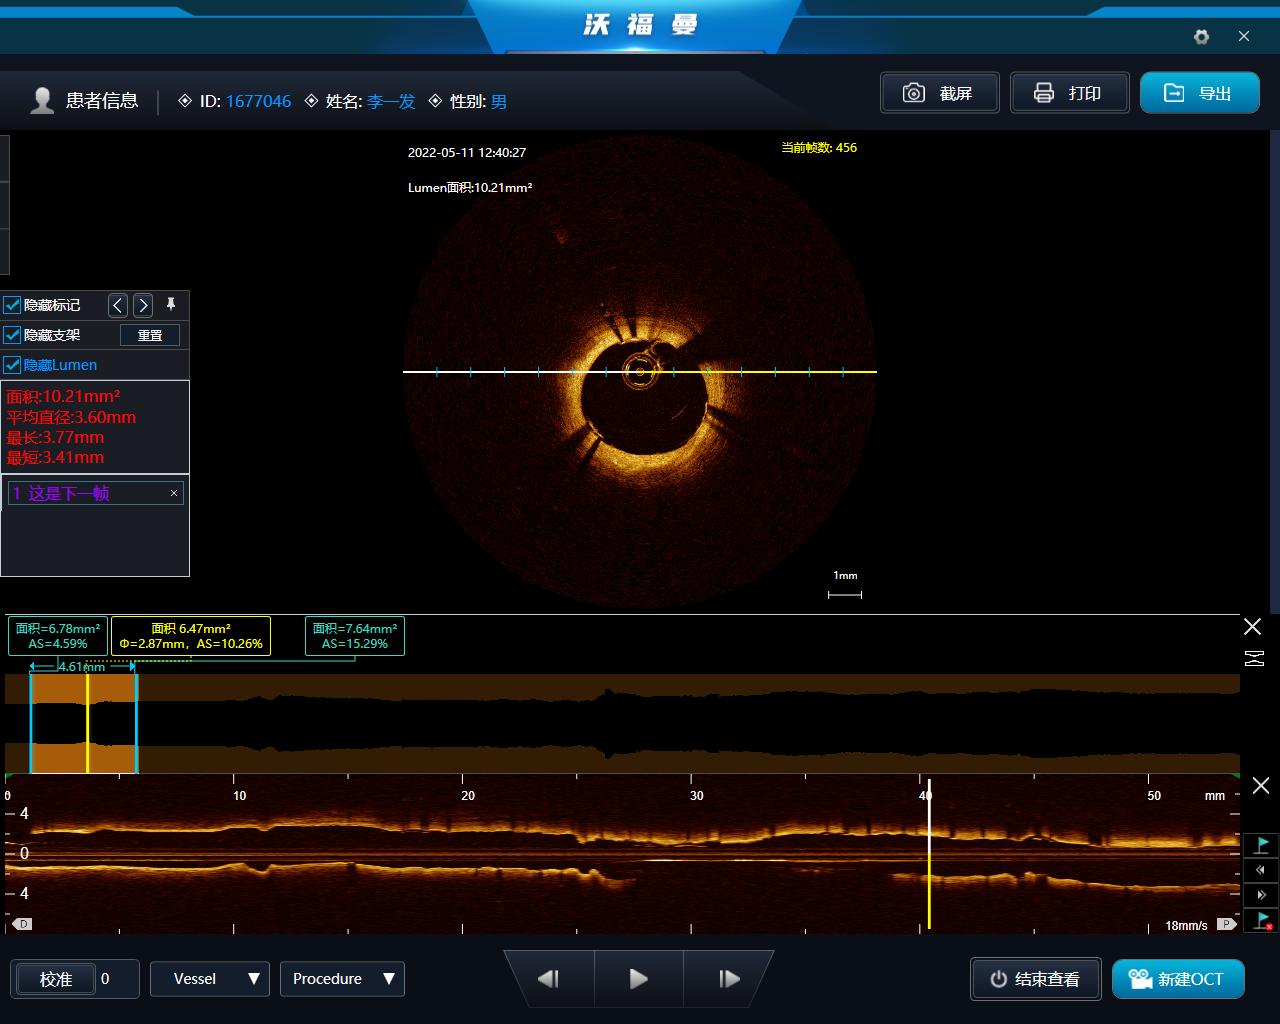 沃 福 曼
患者信息 ID: 1677046 姓名: 李一发 性别: 男
截屏 打印 导出
2022-05-11 12:40:27
当前帧数: 456
Lumen面积:10.21mm²
隐藏标记
隐藏支架 重置
隐藏Lumen
面积:10.21mm²
平均直径:3.60mm
最长:3.77mm
最短:3.41mm
1 这是下一帧 ×
1mm
面积=6.78mm² 面积 6.47mm² 面积=7.64mm²
AS=4.59% Φ=2.87mm, AS=10.26% AS=15.29%
4.61mm
0 10 20 30 40 50 mm
4
0
4
D 18mm/s P
校准 0 Vessel Procedure 结束查看 新建OCT